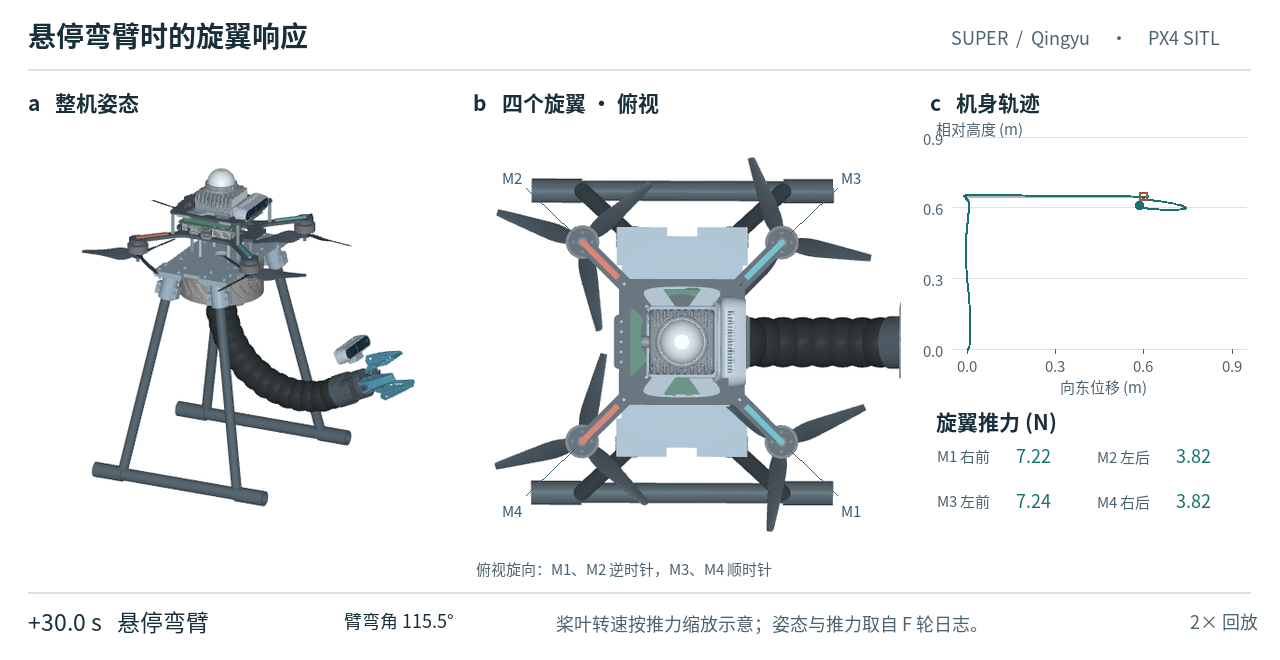 悬停弯臂时的旋翼响应
SUPER / Qingyu • PX4 SITL
a 整机姿态
b 四个旋翼 • 俯视
c 机身轨迹
相对高度 (m)
0.9
0.6
0.3
0.0
0.0 0.3 0.6 0.9
向东位移 (m)
M2
M3
M4
M1
旋翼推力 (N)
M1 右前 7.22 M2 左后 3.82
M3 左前 7.24 M4 右后 3.82
俯视旋向：M1、M2 逆时针，M3、M4 顺时针
+30.0 s 悬停弯臂
臂弯角 115.5°
桨叶转速按推力缩放示意；姿态与推力取自 F 轮日志。
2× 回放